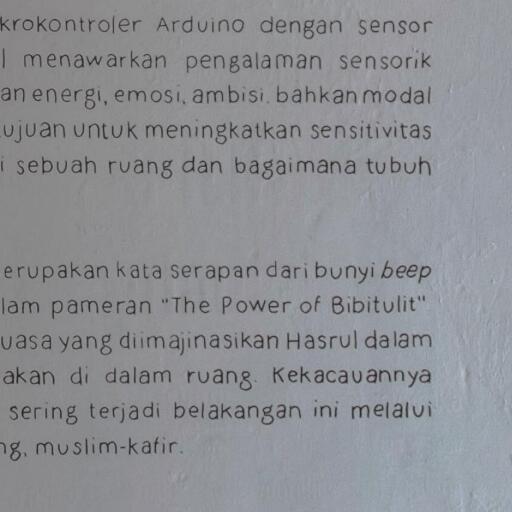 krokontroler Arduino dengan sensor
l menawarkan pengalaman sensorik
an energi, emosi, ambisi. bahkan modal
ujuan untuk meningkatkan sensitivitas
i sebuah ruang dan bagaimana tubuh
erupakan kata serapan dari bunyi beep
lam pameran "The Power of Bibitulit"
uasa yang diimajinasikan Hasrul dalam
akan di dalam ruang. Kekacauannya
sering terjadi belakangan ini melalui
ng, muslim-kafir.